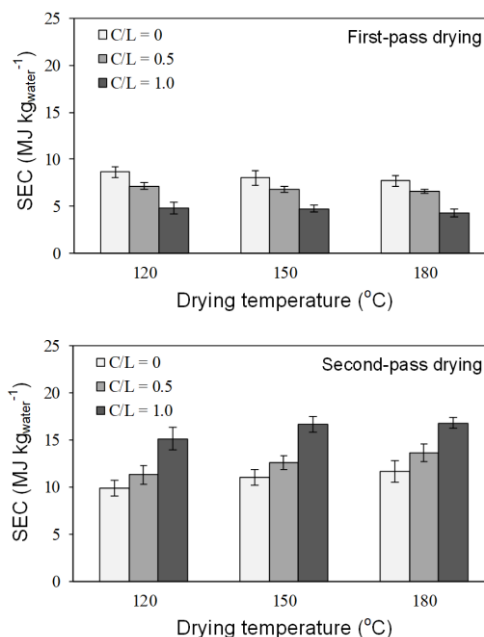 First-pass drying
C/L = 0
C/L = 0.5
C/L = 1.0
SEC (MJ kg_water⁻¹)
25
20
15
10
5
0
120 150 180
Drying temperature (°C)
Second-pass drying
C/L = 0
C/L = 0.5
C/L = 1.0
SEC (MJ kg_water⁻¹)
25
20
15
10
5
0
120 150 180
Drying temperature (°C)